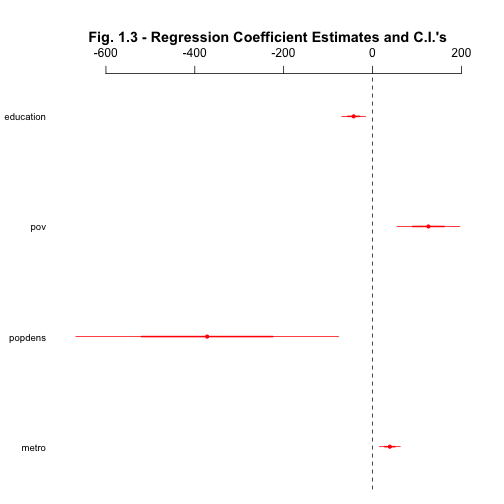 Fig. 1.3 - Regression Coefficient Estimates and C.I.'s
-600 -400 -200 0 200
education
pov
popdens
metro